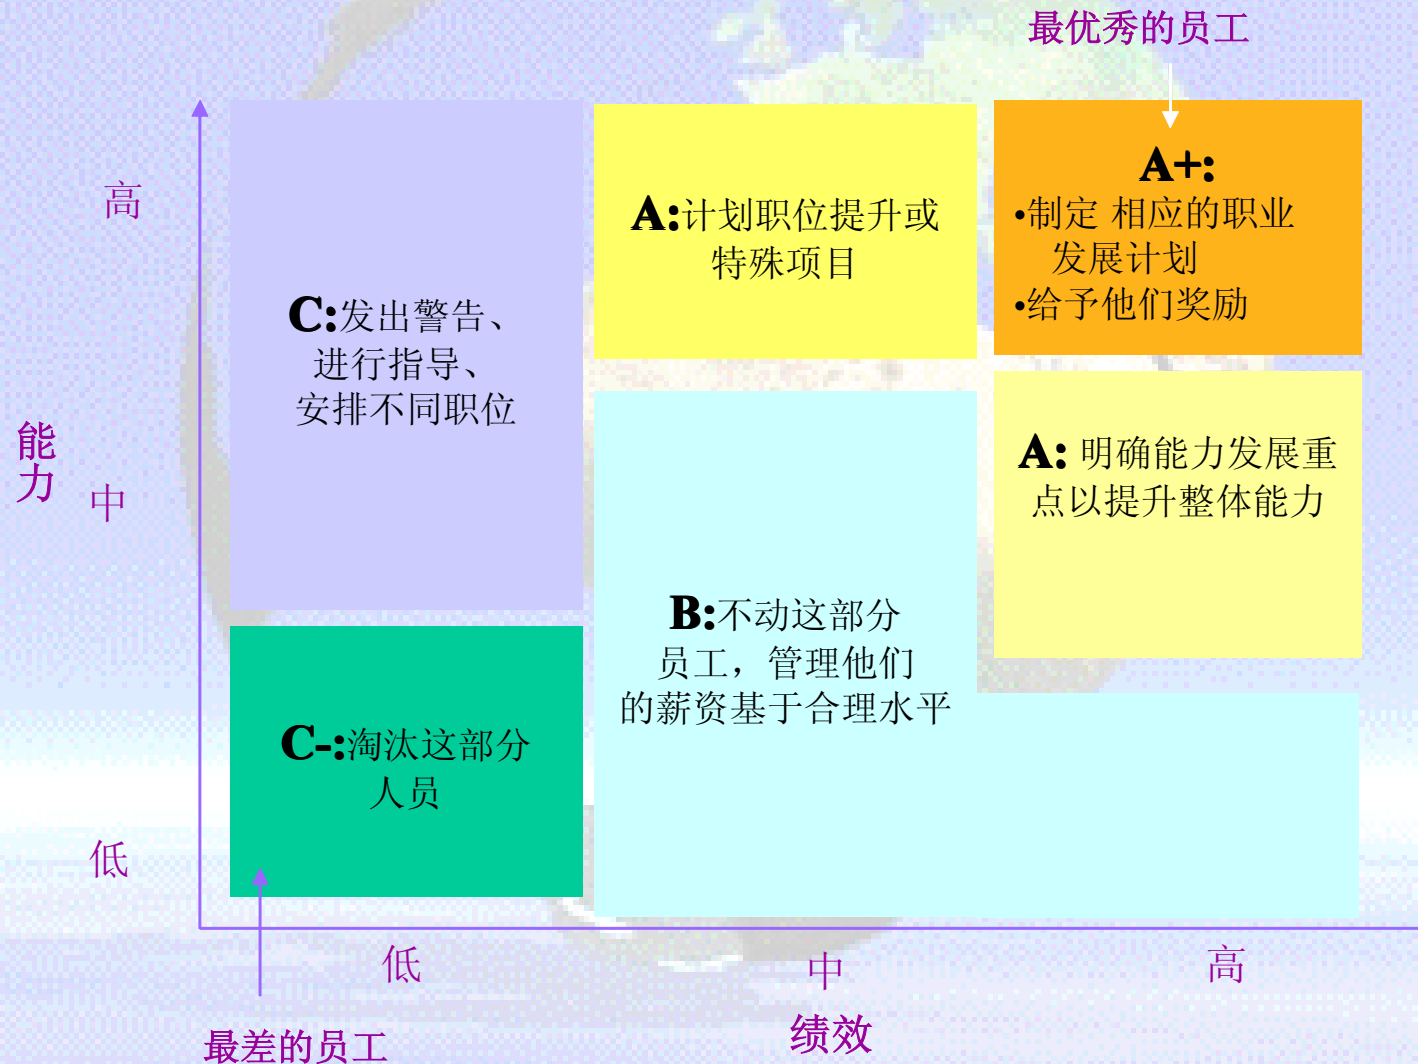 最优秀的员工
高
C:发出警告、
进行指导、
安排不同职位
A:计划职位提升或
特殊项目
A+:
•制定 相应的职业
发展计划
•给予他们奖励
能
力
中
A: 明确能力发展重
点以提升整体能力
B:不动这部分
员工，管理他们
的薪资基于合理水平
C-:淘汰这部分
人员
低
低
中
高
最差的员工
绩效